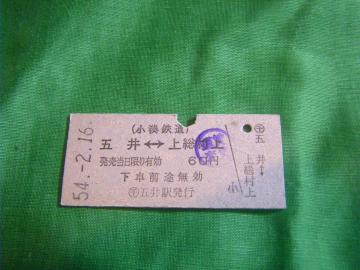 54.-2.16.
(小湊鉄道)
五井↔上総村上
発売当日限り有効 60円
下車前途無効
㋤五井駅発行
五井↔上総村上
小